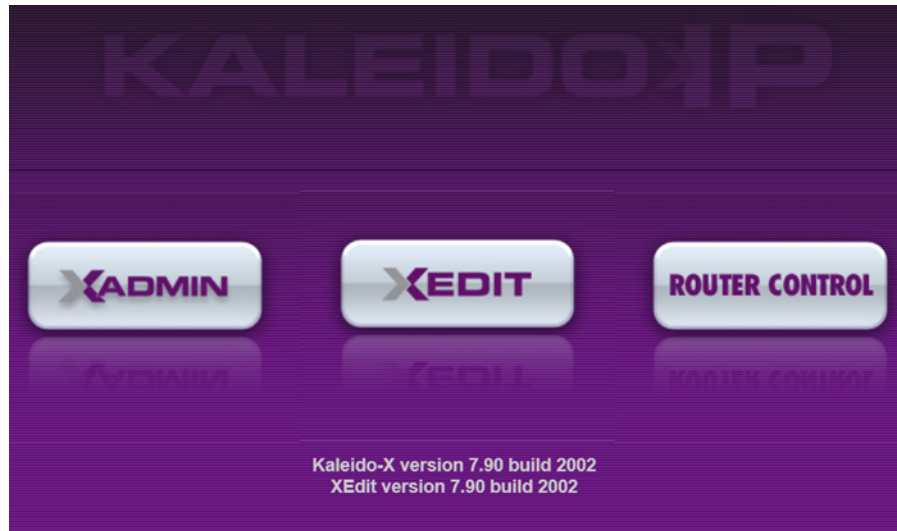 KALEIDO IP
XADMIN
XEDIT
ROUTER CONTROL
Kaleido-X version 7.90 build 2002
XEdit version 7.90 build 2002